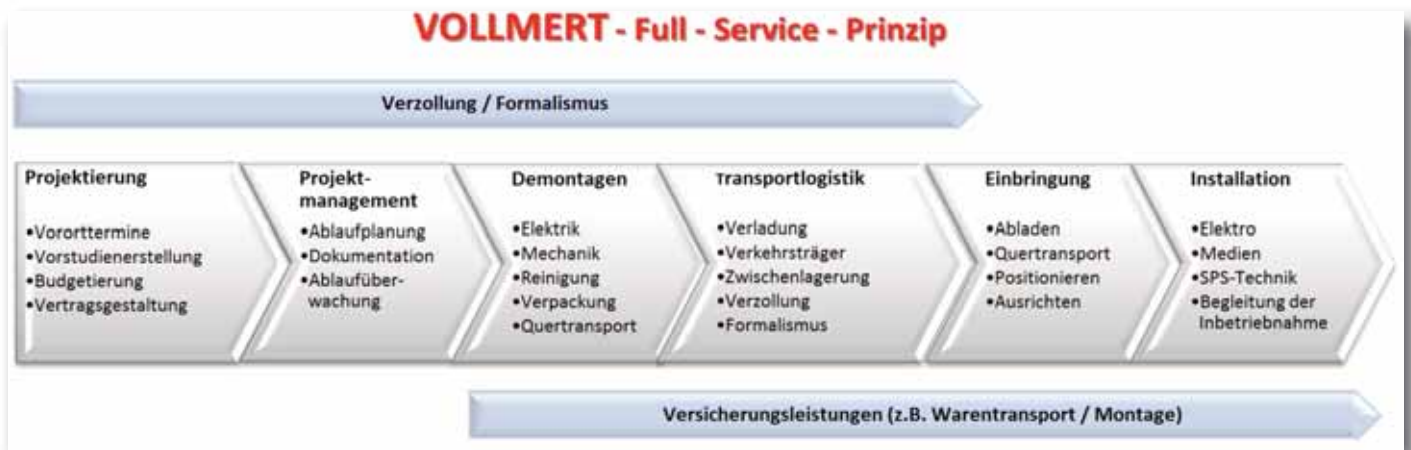 VOLLMERT - Full - Service - Prinzip
Verzollung / Formalismus
Projektierung
•Vororttermine
•Vorstudienerstellung
•Budgetierung
•Vertragsgestaltung
Projekt-
management
•Ablaufplanung
•Dokumentation
•Ablaufüber-
wachung
Demontagen
•Elektrik
•Mechanik
•Reinigung
•Verpackung
•Quertransport
Transportlogistik
•Verladung
•Verkehrsträger
•Zwischenlagerung
•Verzollung
•Formalismus
Einbringung
•Abladen
•Quertransport
•Positionieren
•Ausrichten
Installation
•Elektro
•Medien
•SPS-Technik
•Begleitung der
Inbetriebnahme
Versicherungsleistungen (z.B. Warentransport / Montage)